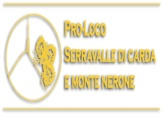 PRO LOCO
SERRAVALLE DI CARDA
E MONTE NERONE